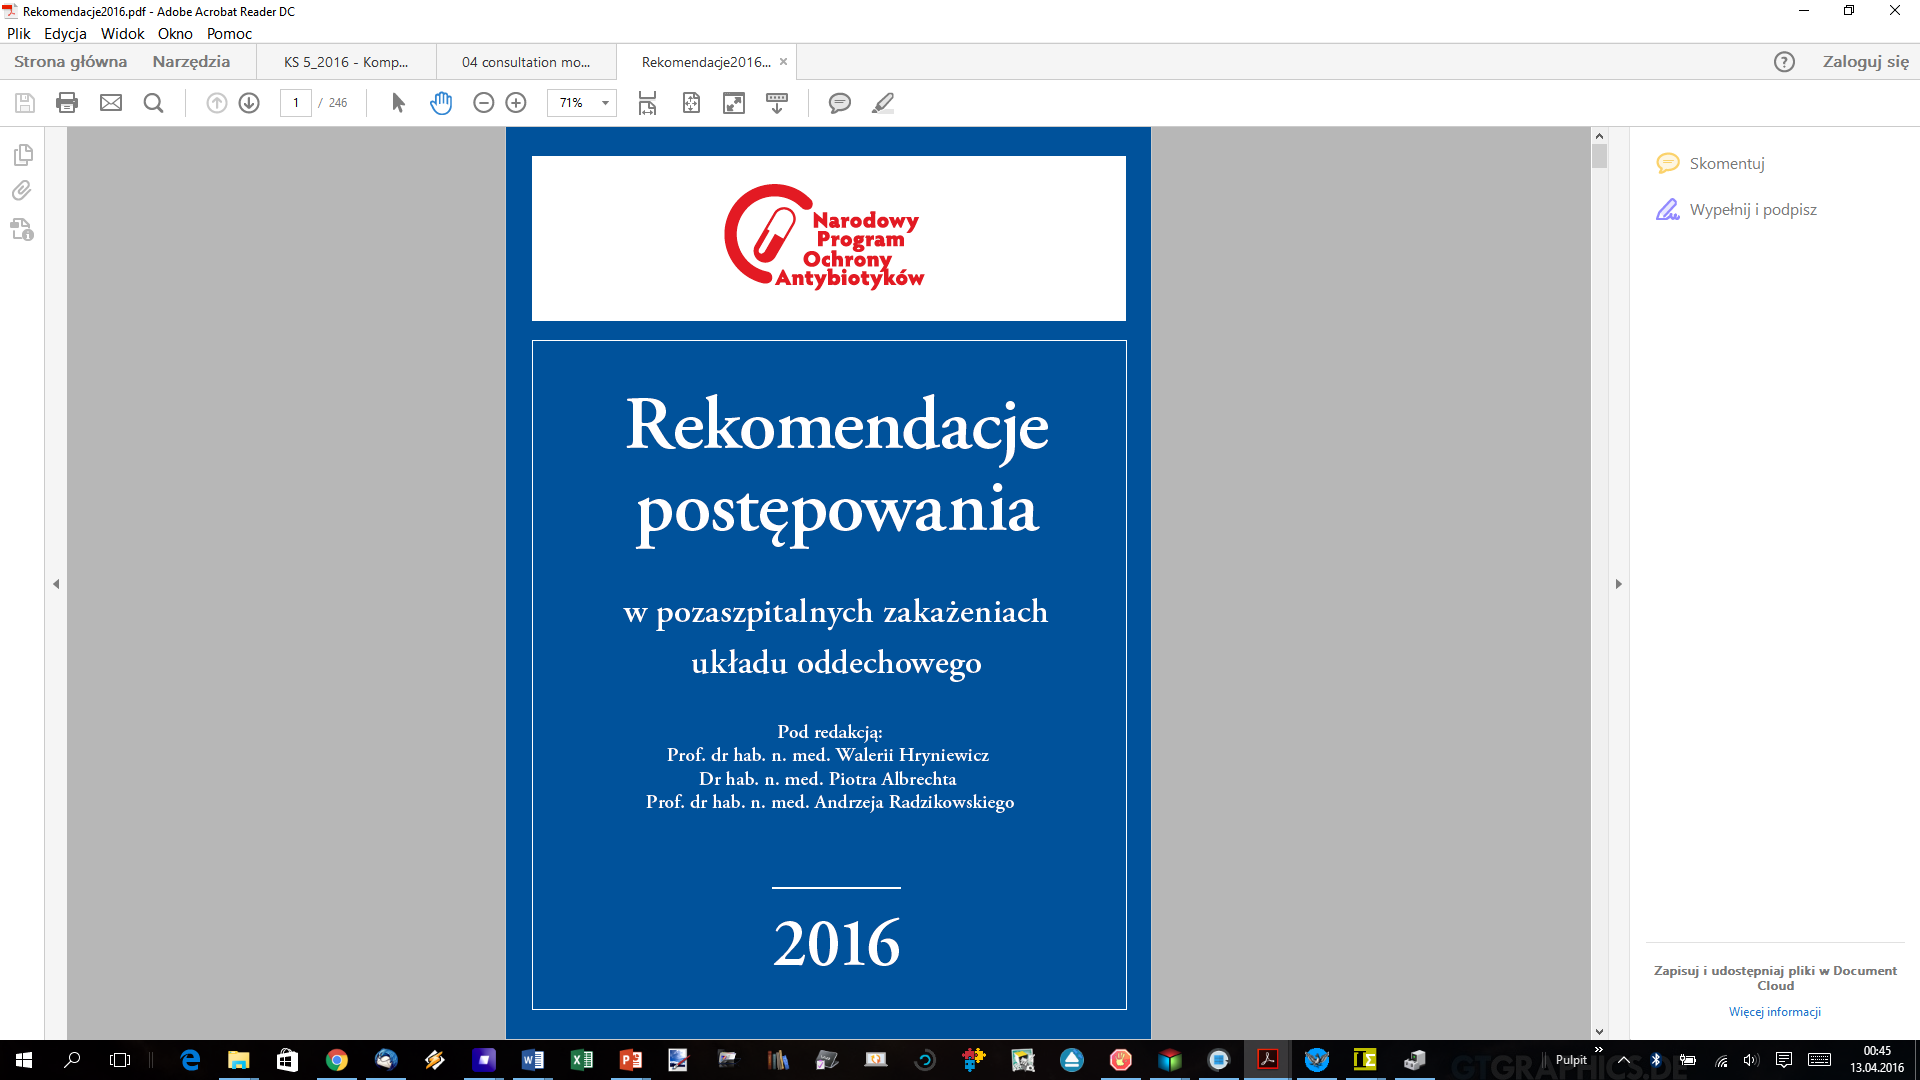 Rekomendacje2016.pdf - Adobe Acrobat Reader DC
Plik Edycja Widok Okno Pomoc
Strona główna Narzędzia KS 5_2016 - Komp... 04 consultation mo... Rekomendacje2016... × ? Zaloguj się
1 / 246 71%
Skomentuj
Wypełnij i podpisz
Narodowy
Program
Ochrony
Antybiotyków
Rekomendacje
postępowania
w pozaszpitalnych zakażeniach
układu oddechowego
Pod redakcją:
Prof. dr hab. n. med. Walerii Hryniewicz
Dr hab. n. med. Piotra Albrechta
Prof. dr hab. n. med. Andrzeja Radzikowskiego
2016
Zapisuj i udostępniaj pliki w Document
Cloud
Więcej informacji
GTGRAPHICS.DE
Pulpit
00:45
13.04.2016